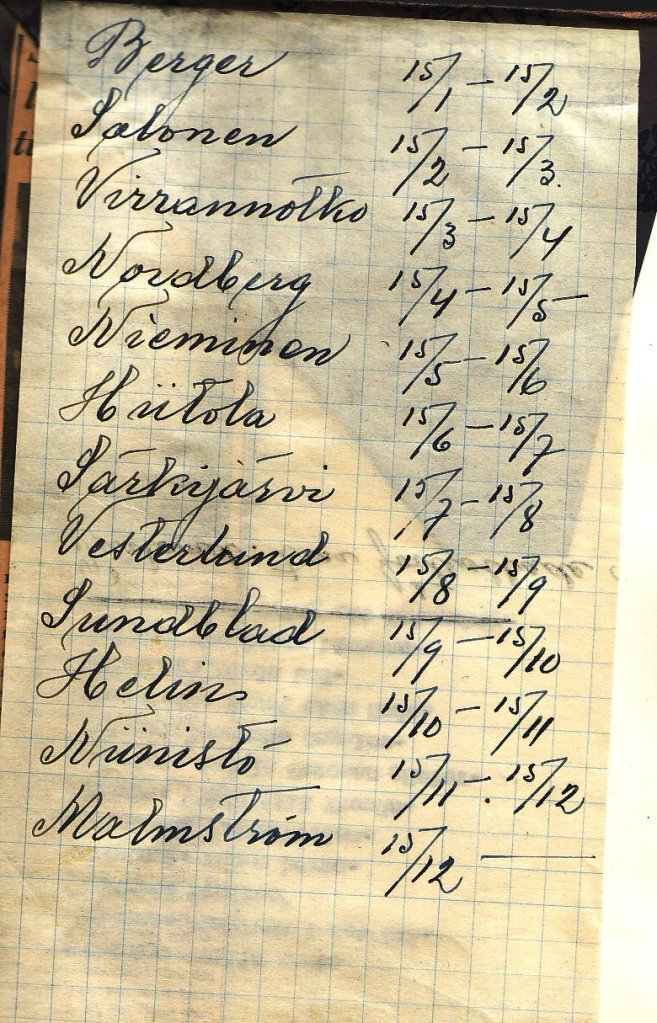 Berger 15/1 – 15/2
Salonen 15/2 – 15/3.
Virrannolko 15/3 – 15/4
Nordberg 15/4 – 15/5
Nieminen 15/5 – 15/6
Hiitola 15/6 – 15/7
Särkijärvi 15/7 – 15/8
Vesterlund 15/8 – 15/9
Sundblad 15/9 – 15/10
Helin 15/10 – 15/11
Niinistö 15/11 – 15/12
Malmström 15/12 —